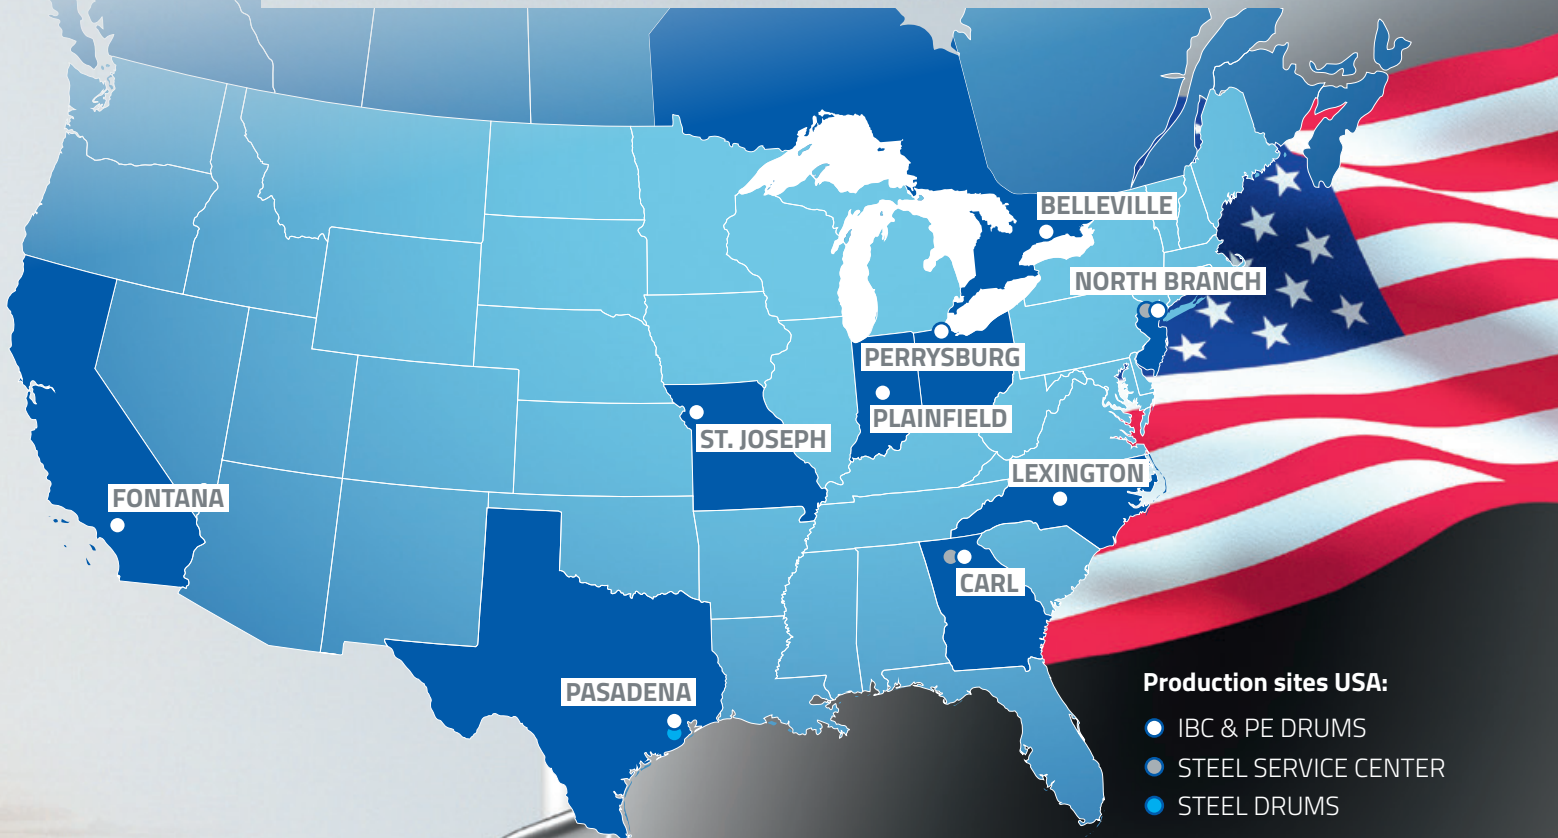 BELLEVILLE
NORTH BRANCH
PERRYSBURG
PLAINFIELD
ST. JOSEPH
LEXINGTON
FONTANA
CARL
PASADENA
Production sites USA:
IBC & PE DRUMS
STEEL SERVICE CENTER
STEEL DRUMS